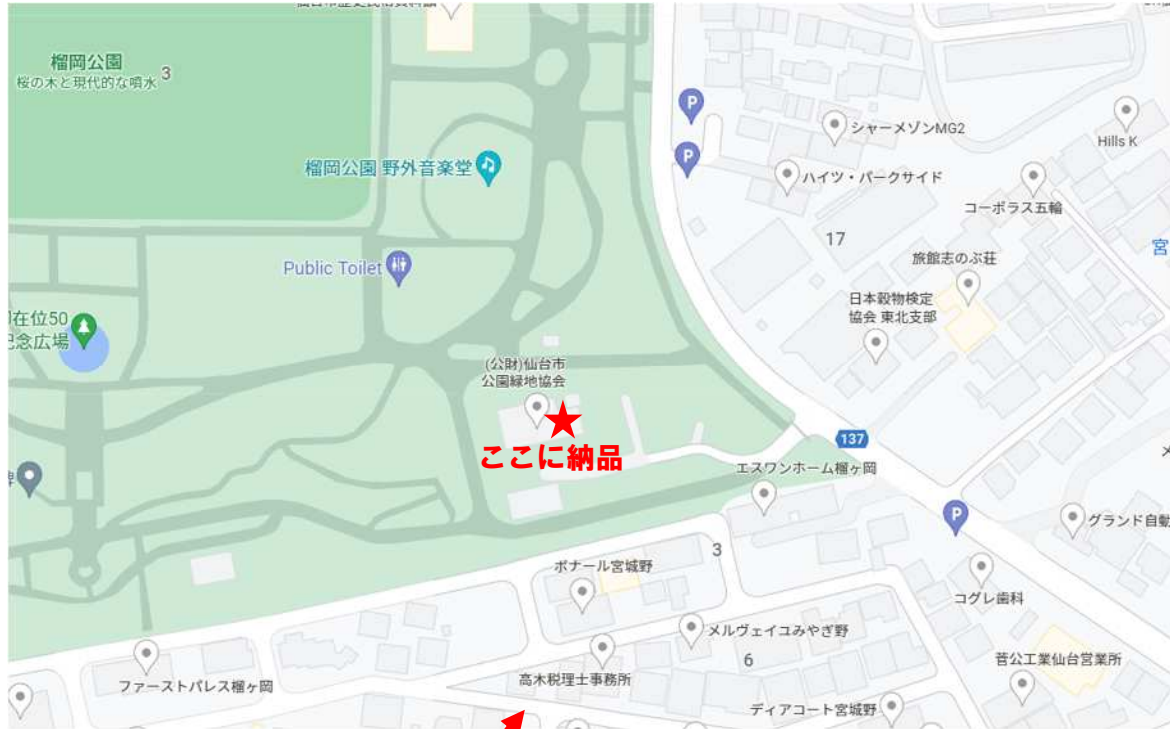 榴岡公園
桜の木と現代的な噴水
3
P
シャーメゾンMG2
Hills K
P
榴岡公園 野外音楽堂
ハイツ・パークサイド
コーポラス五輪
17
宮
旅館志のぶ荘
Public Toilet
日本穀物検定
協会 東北支部
在位50
念広場
(公財)仙台市
公園緑地協会
ここに納品
137
エスワンホーム榴ヶ岡
P
グランド自動
3
ボナール宮城野
コグレ歯科
メルヴェイユみやぎ野
6
菅公工業仙台営業所
ファーストパレス榴ヶ岡
高木税理士事務所
ディアコート宮城野